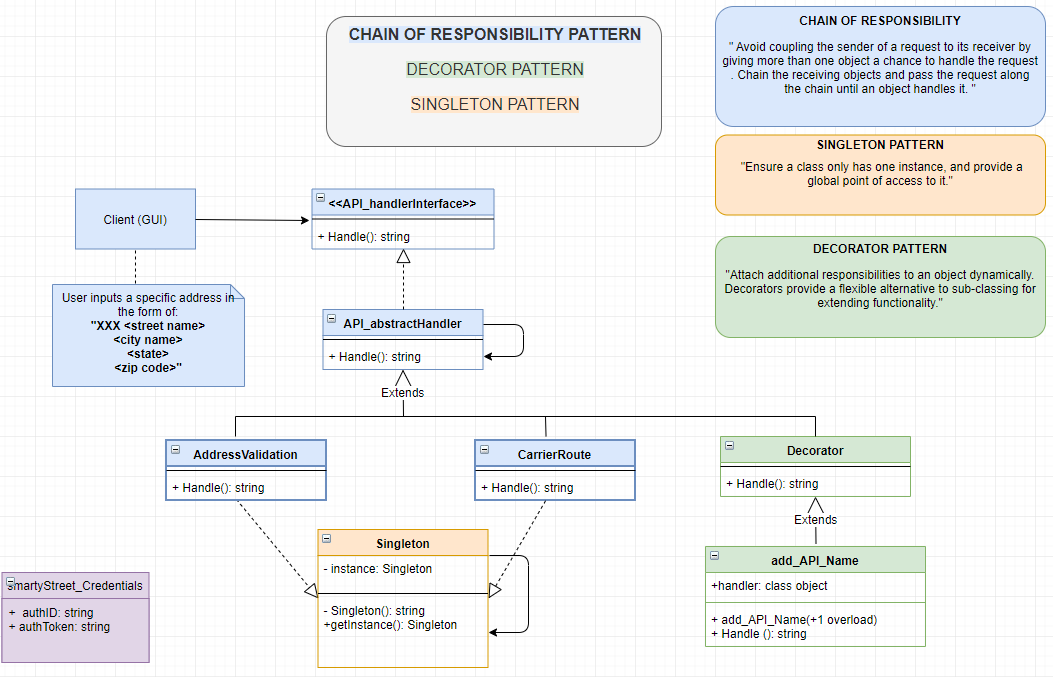 CHAIN OF RESPONSIBILITY PATTERN
DECORATOR PATTERN
SINGLETON PATTERN
CHAIN OF RESPONSIBILITY
" Avoid coupling the sender of a request to its receiver by
giving more than one object a chance to handle the request
. Chain the receiving objects and pass the request along
the chain until an object handles it. "
SINGLETON PATTERN
"Ensure a class only has one instance, and provide a
global point of access to it."
DECORATOR PATTERN
"Attach additional responsibilities to an object dynamically.
Decorators provide a flexible alternative to sub-classing for
extending functionality."
Client (GUI)
<<API_handlerInterface>>
+ Handle(): string
User inputs a specific address in
the form of:
"XXX <street name>
<city name>
<state>
<zip code>"
API_abstractHandler
+ Handle(): string
Extends
AddressValidation
+ Handle(): string
CarrierRoute
+ Handle(): string
Decorator
+ Handle(): string
Extends
Singleton
- instance: Singleton
- Singleton(): string
+getInstance(): Singleton
add_API_Name
+handler: class object
+ add_API_Name(+1 overload)
+ Handle (): string
smartyStreet_Credentials
+ authID: string
+ authToken: string